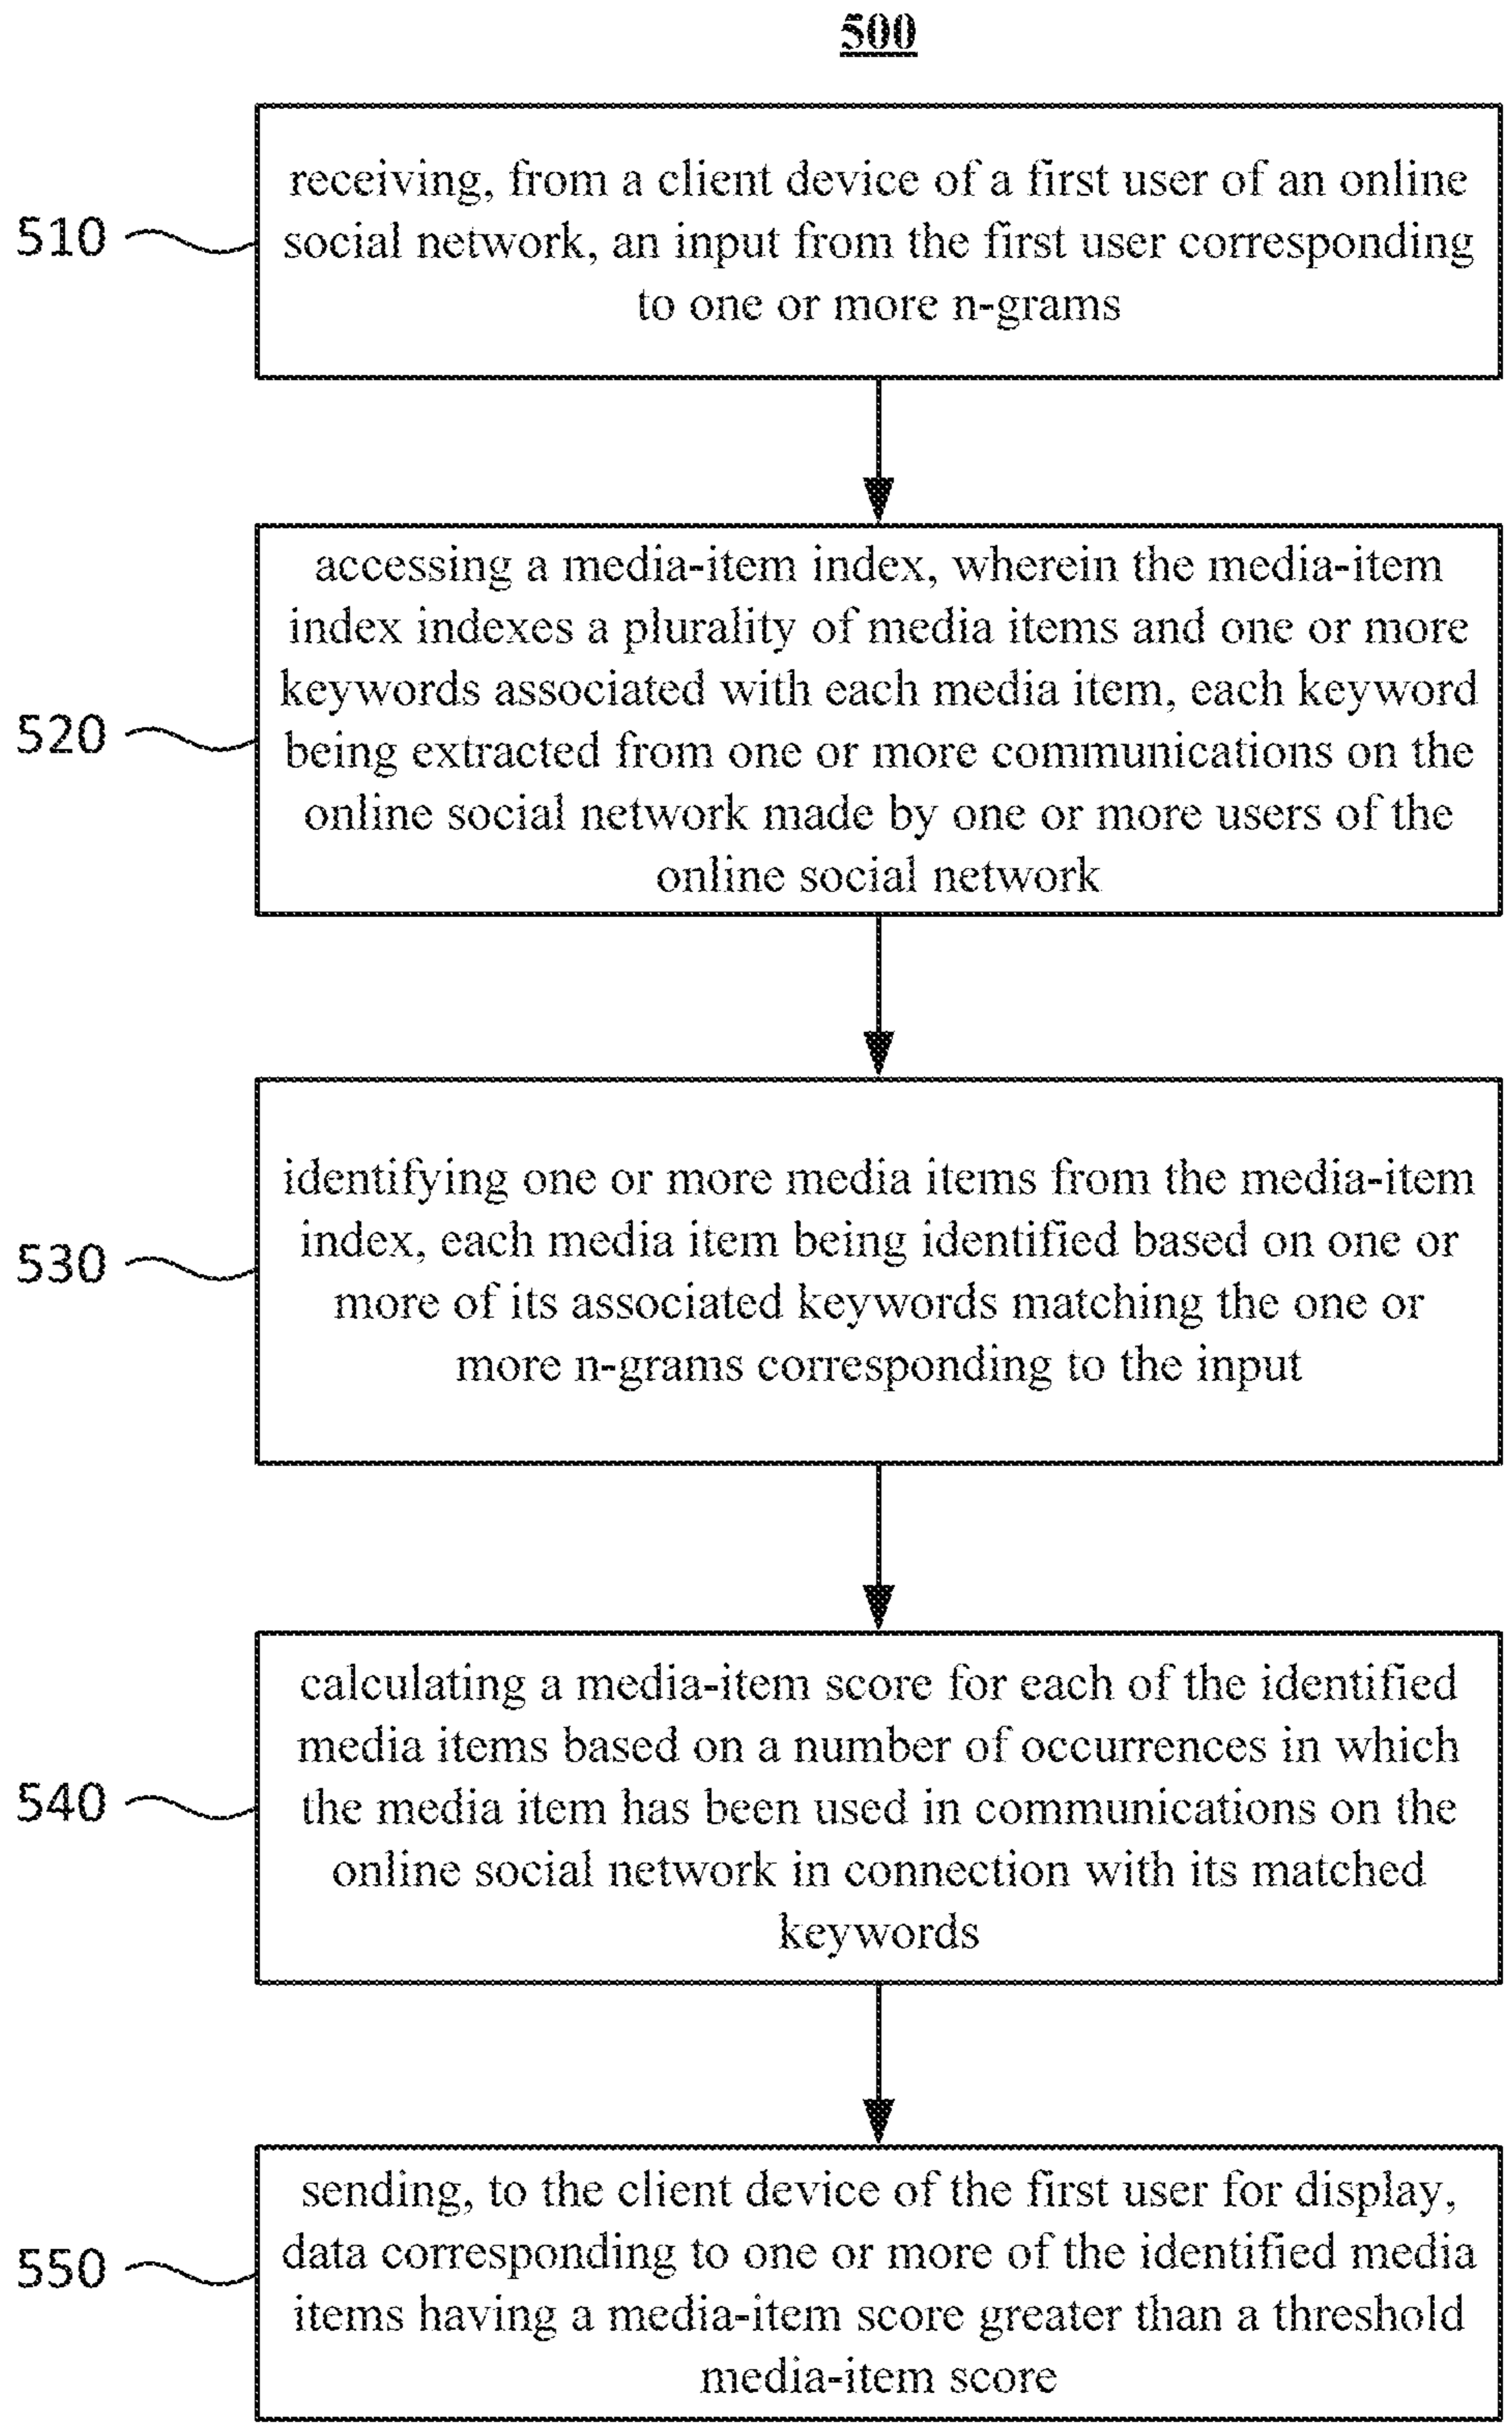 500
510
receiving, from a client device of a first user of an online
social network, an input from the first user corresponding
to one or more n-grams
520
accessing a media-item index, wherein the media-item
index indexes a plurality of media items and one or more
keywords associated with each media item, each keyword
being extracted from one or more communications on the
online social network made by one or more users of the
online social network
530
identifying one or more media items from the media-item
index, each media item being identified based on one or
more of its associated keywords matching the one or
more n-grams corresponding to the input
540
calculating a media-item score for each of the identified
media items based on a number of occurrences in which
the media item has been used in communications on the
online social network in connection with its matched
keywords
550
sending, to the client device of the first user for display,
data corresponding to one or more of the identified media
items having a media-item score greater than a threshold
media-item score